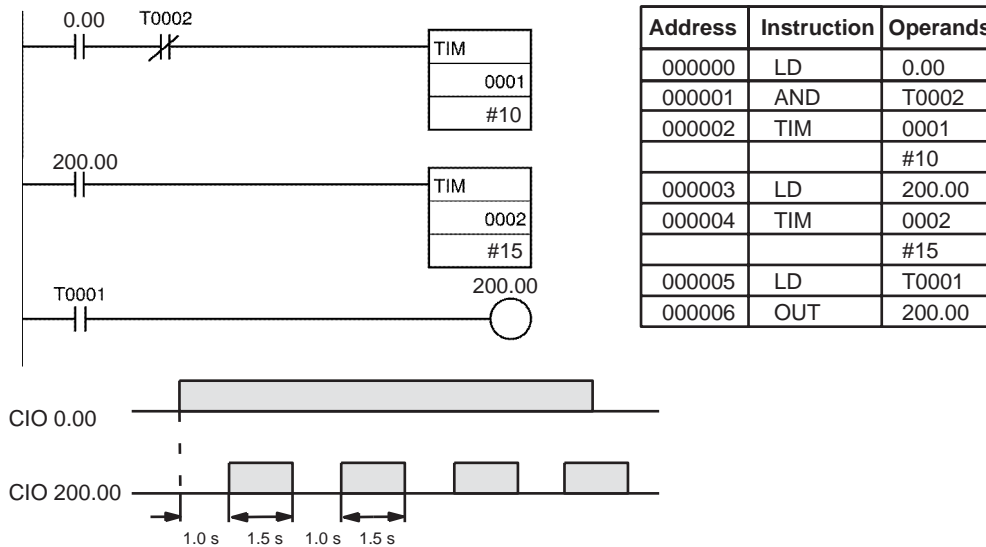 0.00 T0002
TIM
0001
#10
200.00
TIM
0002
#15
T0001
200.00
Address Instruction Operands
000000 LD 0.00
000001 AND T0002
000002 TIM 0001
#10
000003 LD 200.00
000004 TIM 0002
#15
000005 LD T0001
000006 OUT 200.00
CIO 0.00
CIO 200.00
1.0 s 1.5 s 1.0 s 1.5 s